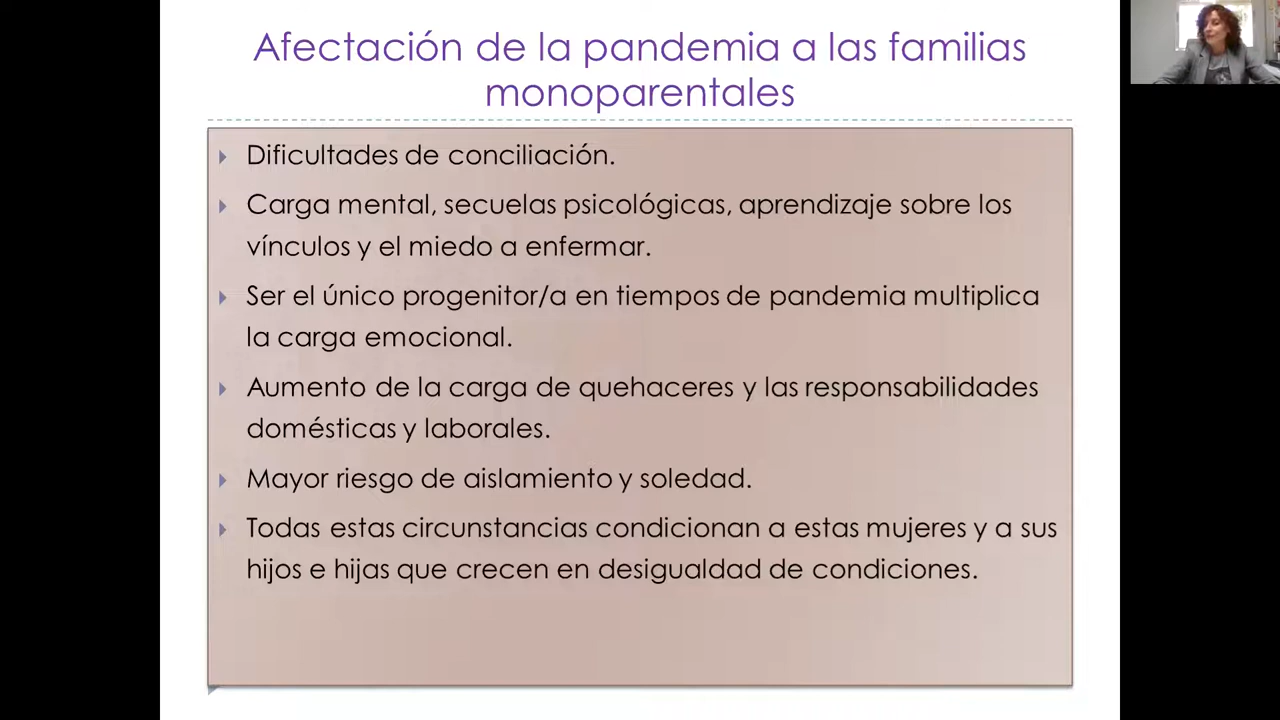 Afectación de la pandemia a las familias
monoparentales
Dificultades de conciliación.
Carga mental, secuelas psicológicas, aprendizaje sobre los
vínculos y el miedo a enfermar.
Ser el único progenitor/a en tiempos de pandemia multiplica
la carga emocional.
Aumento de la carga de quehaceres y las responsabilidades
domésticas y laborales.
Mayor riesgo de aislamiento y soledad.
Todas estas circunstancias condicionan a estas mujeres y a sus
hijos e hijas que crecen en desigualdad de condiciones.